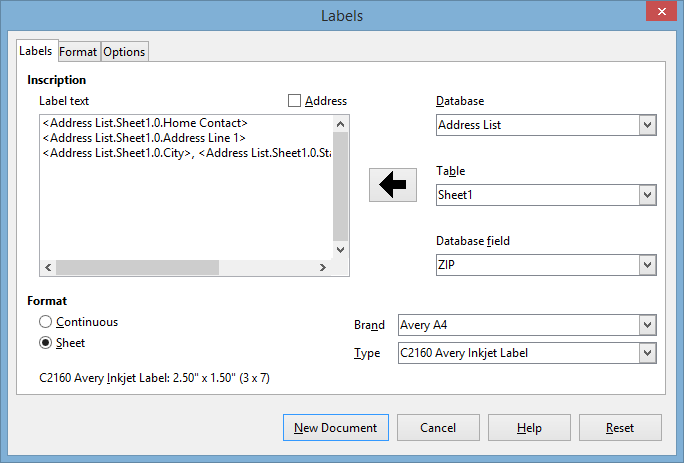 Labels
Labels Format Options
Inscription
Label text
Address
<Address List.Sheet1.0.Home Contact>
<Address List.Sheet1.0.Address Line 1>
<Address List.Sheet1.0.City>, <Address List.Sheet1.0.Sta
Database
Address List
Table
Sheet1
Database field
ZIP
Format
Continuous
Sheet
Brand Avery A4
Type C2160 Avery Inkjet Label
C2160 Avery Inkjet Label: 2.50" x 1.50" (3 x 7)
New Document Cancel Help Reset